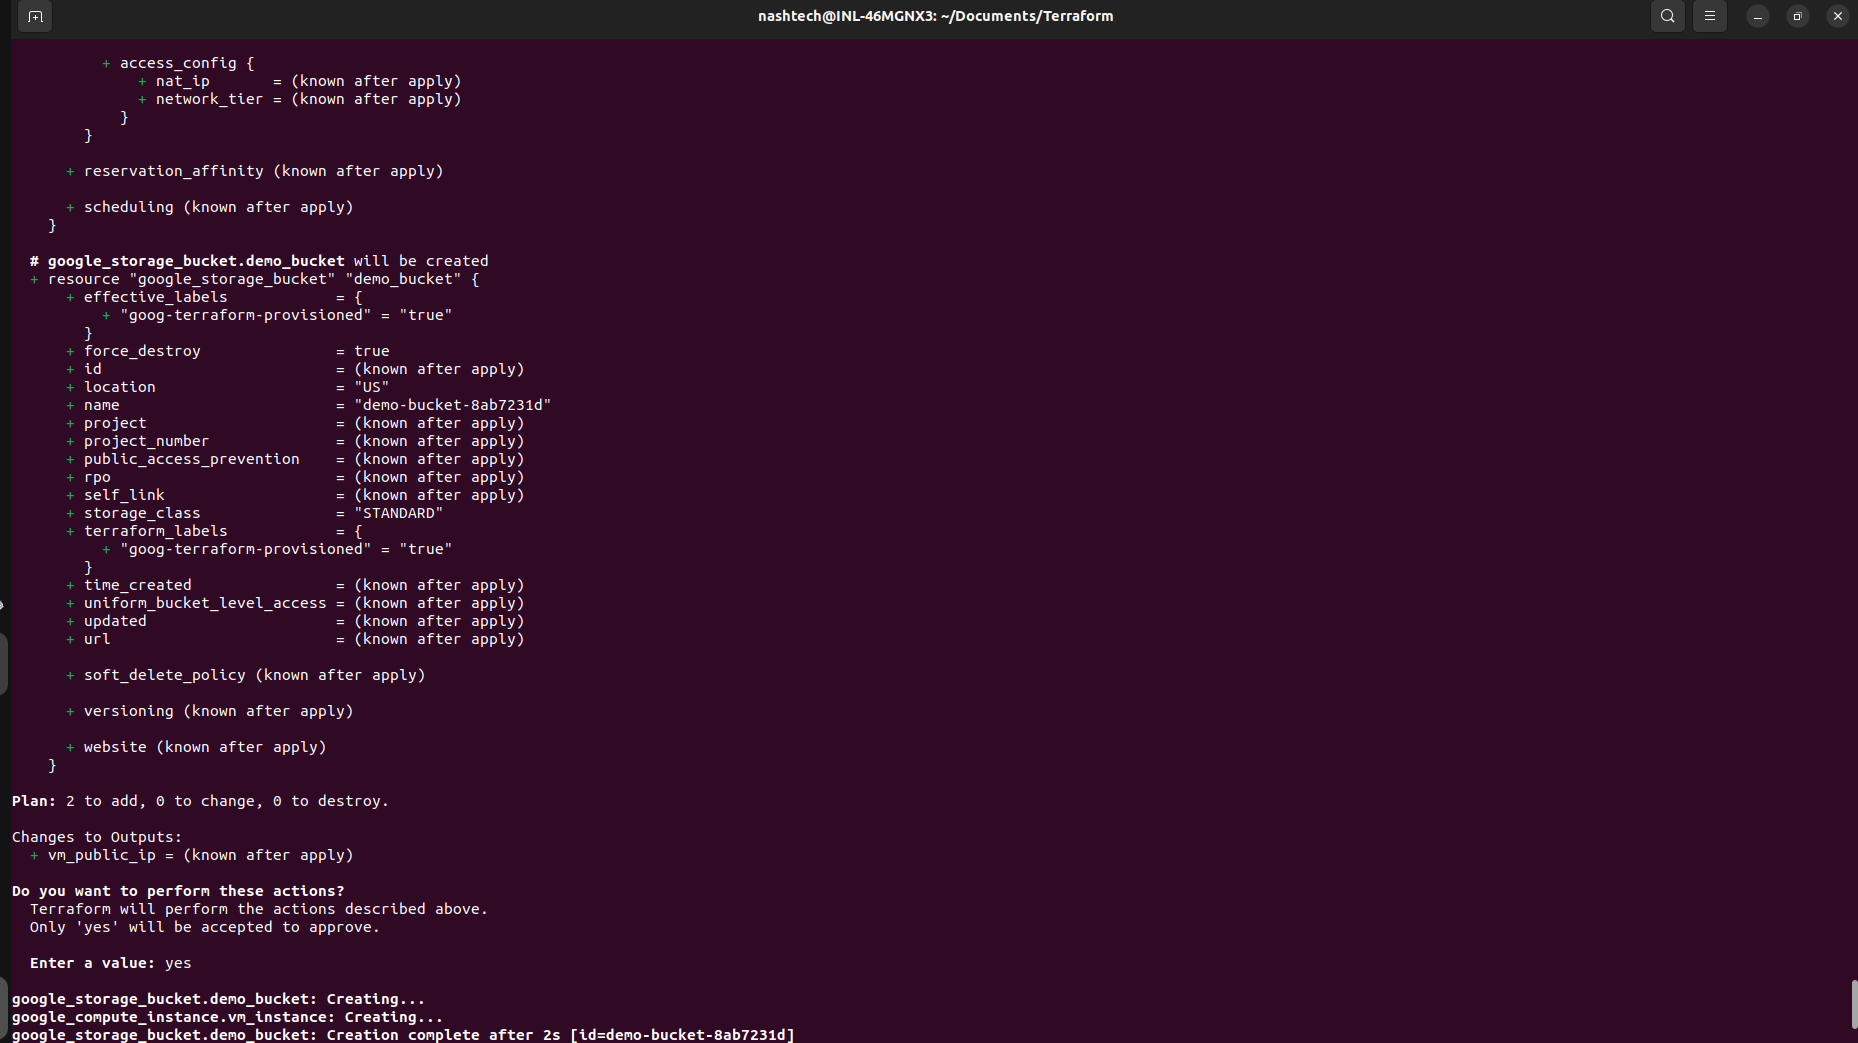 nashtech@INL-46MGNX3: ~/Documents/Terraform
          + access_config {
              + nat_ip       = (known after apply)
              + network_tier = (known after apply)
            }
        }

      + reservation_affinity (known after apply)

      + scheduling (known after apply)
    }

  # google_storage_bucket.demo_bucket will be created
  + resource "google_storage_bucket" "demo_bucket" {
      + effective_labels            = {
          + "goog-terraform-provisioned" = "true"
        }
      + force_destroy               = true
      + id                          = (known after apply)
      + location                    = "US"
      + name                        = "demo-bucket-8ab7231d"
      + project                     = (known after apply)
      + project_number              = (known after apply)
      + public_access_prevention    = (known after apply)
      + rpo                         = (known after apply)
      + self_link                   = (known after apply)
      + storage_class               = "STANDARD"
      + terraform_labels            = {
          + "goog-terraform-provisioned" = "true"
        }
      + time_created                = (known after apply)
      + uniform_bucket_level_access = (known after apply)
      + updated                     = (known after apply)
      + url                         = (known after apply)

      + soft_delete_policy (known after apply)

      + versioning (known after apply)

      + website (known after apply)
    }

Plan: 2 to add, 0 to change, 0 to destroy.

Changes to Outputs:
  + vm_public_ip = (known after apply)

Do you want to perform these actions?
  Terraform will perform the actions described above.
  Only 'yes' will be accepted to approve.

  Enter a value: yes

google_storage_bucket.demo_bucket: Creating...
google_compute_instance.vm_instance: Creating...
google_storage_bucket.demo_bucket: Creation complete after 2s [id=demo-bucket-8ab7231d]